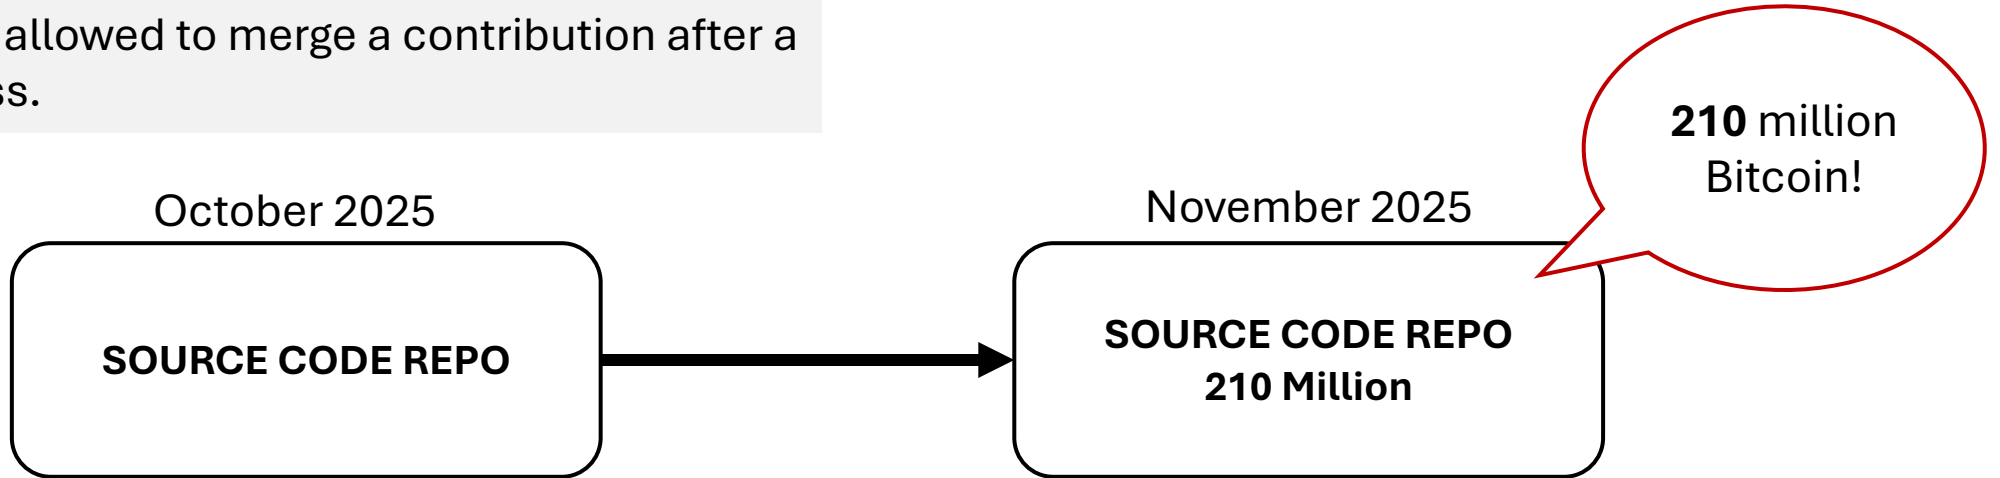 allowed to merge a contribution after a
ss.
October 2025
November 2025
210 million
Bitcoin!
SOURCE CODE REPO
SOURCE CODE REPO
210 Million